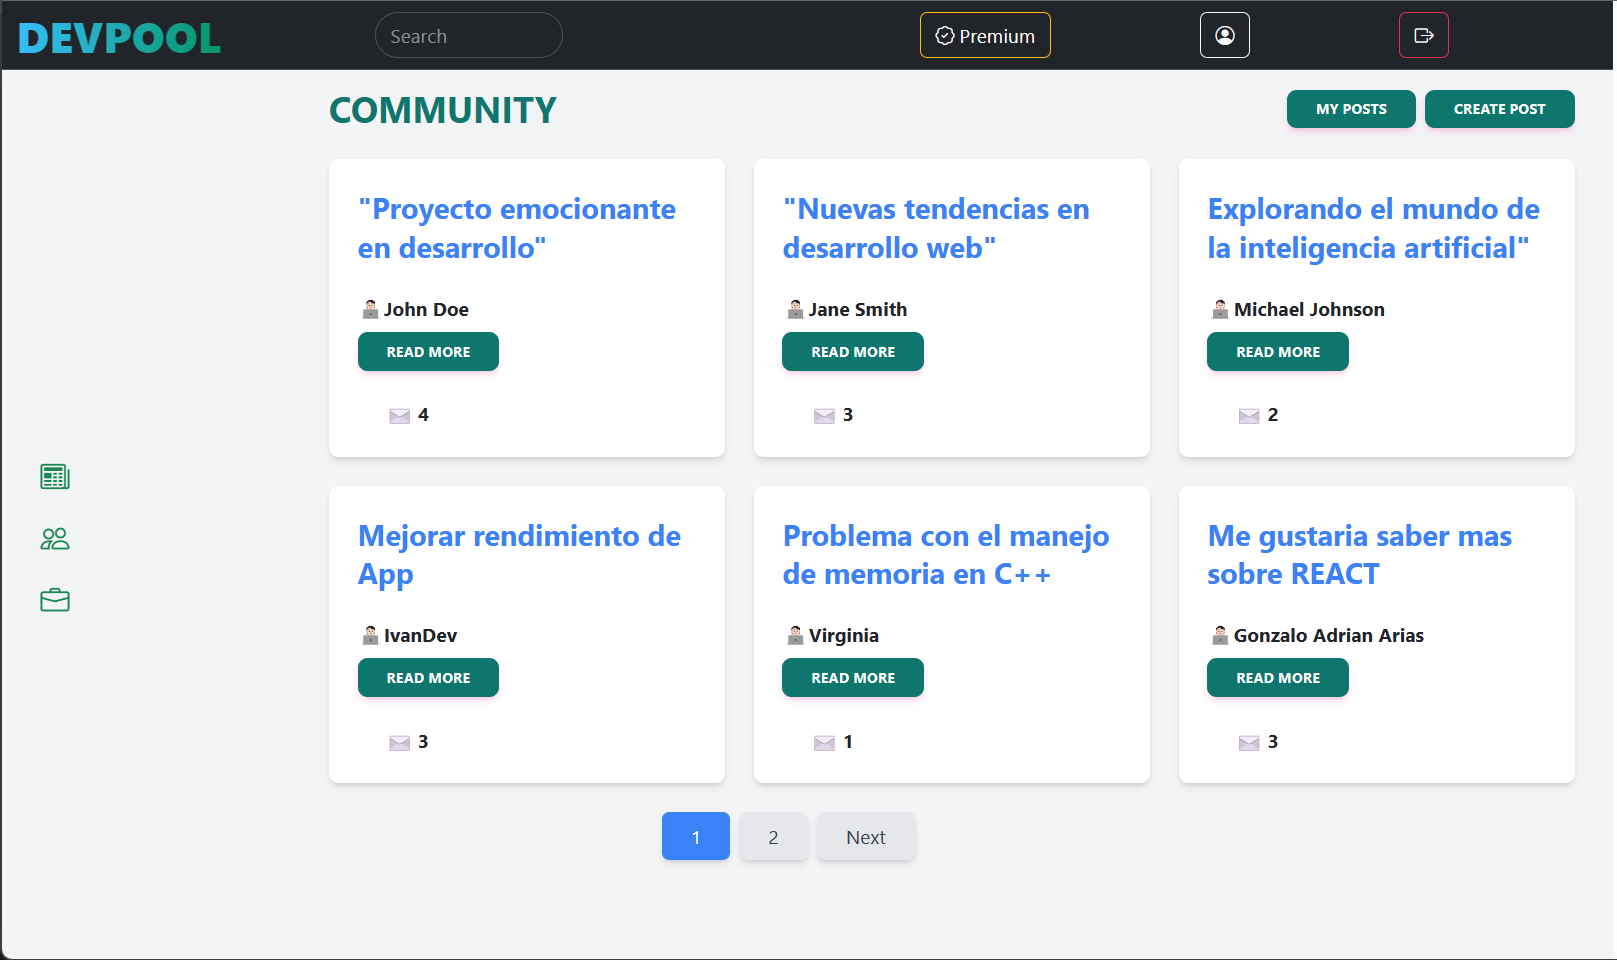 DEVPOOL
Search
Premium
COMMUNITY
MY POSTS
CREATE POST
"Proyecto emocionante
en desarrollo"
John Doe
READ MORE
4
"Nuevas tendencias en
desarrollo web"
Jane Smith
READ MORE
3
Explorando el mundo de
la inteligencia artificial"
Michael Johnson
READ MORE
2
Mejorar rendimiento de
App
IvanDev
READ MORE
3
Problema con el manejo
de memoria en C++
Virginia
READ MORE
1
Me gustaria saber mas
sobre REACT
Gonzalo Adrian Arias
READ MORE
3
1
2
Next